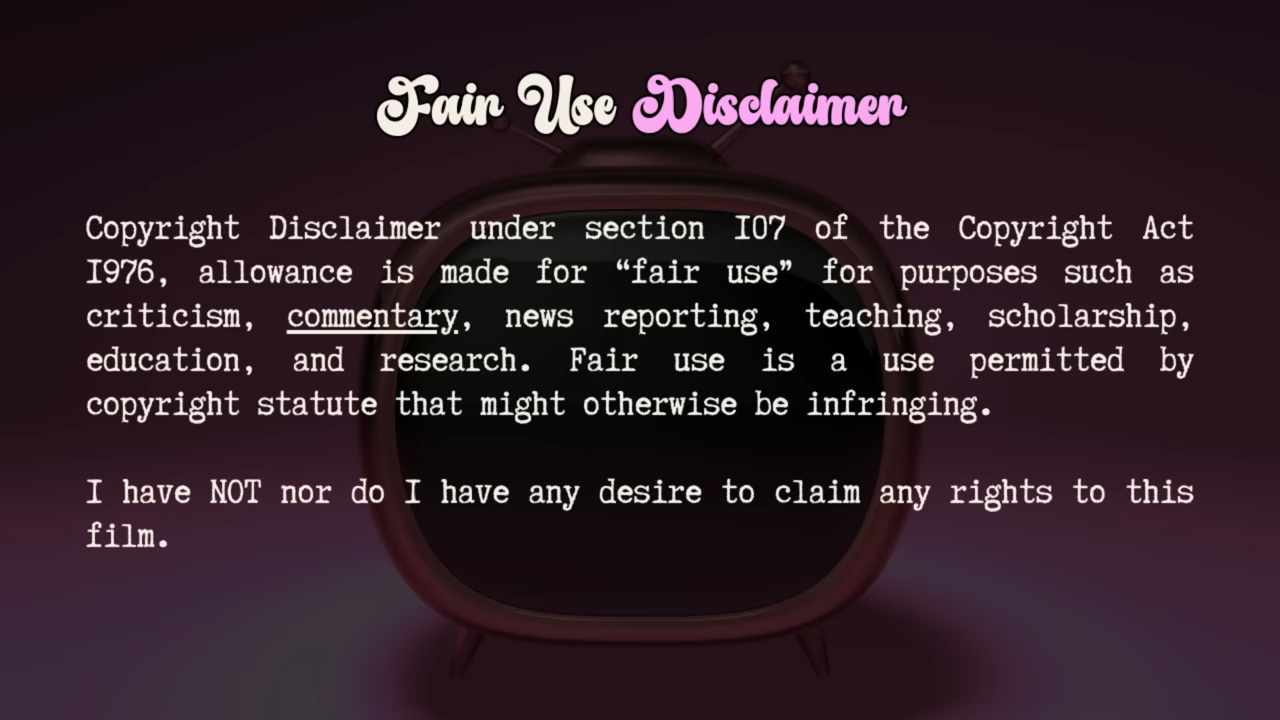 Fair Use Disclaimer
Copyright Disclaimer under section 107 of the Copyright Act
1976, allowance is made for “fair use” for purposes such as
criticism, commentary, news reporting, teaching, scholarship,
education, and research. Fair use is a use permitted by
copyright statute that might otherwise be infringing.
I have NOT nor do I have any desire to claim any rights to this
film.